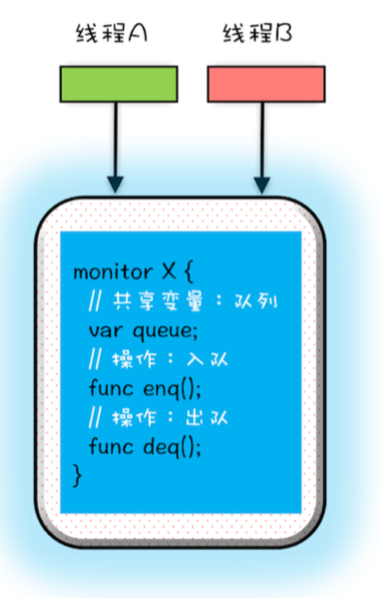 线程A 线程B
monitor X {
// 共享变量：队列
var queue;
// 操作：入队
func enq();
// 操作：出队
func deq();
}